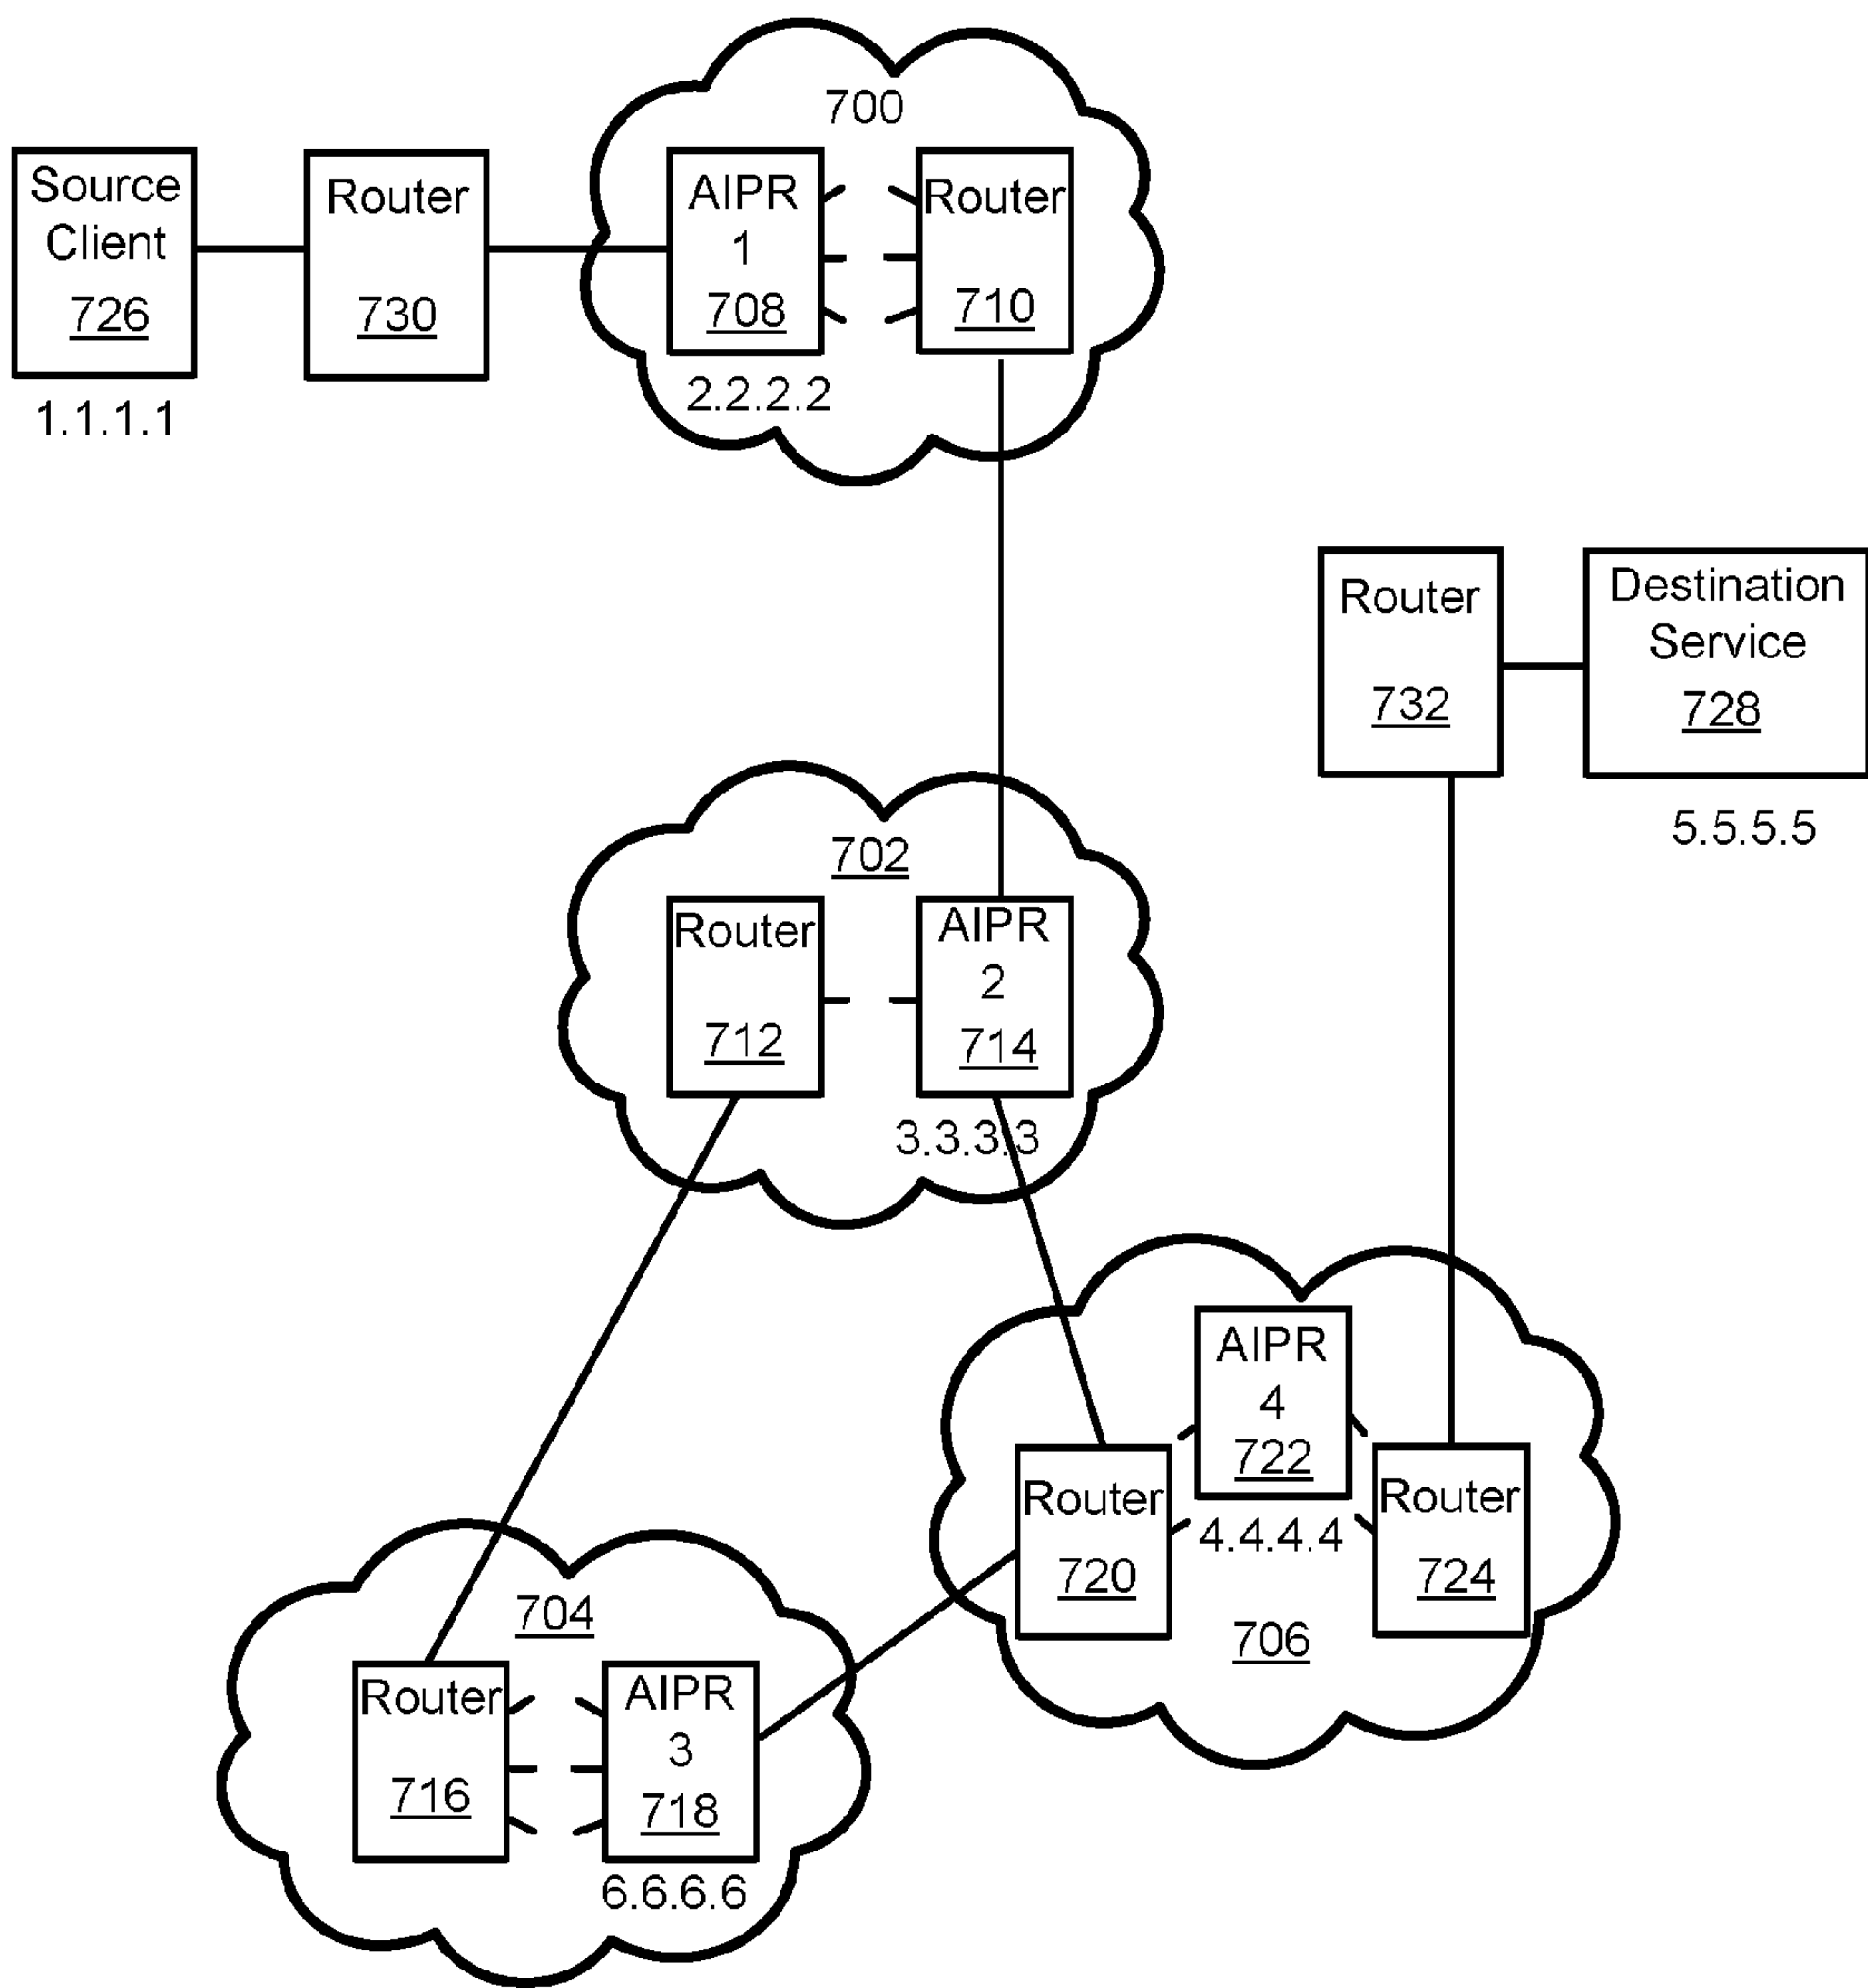 700
Source
Client
726
1.1.1.1
Router
730
AIPR
1
708
2.2.2.2
Router
710
Router
732
Destination
Service
728
5.5.5.5
702
Router
712
AIPR
2
714
3.3.3.3
AIPR
4
722
4.4.4.4
Router
720
Router
724
706
704
Router
716
AIPR
3
718
6.6.6.6